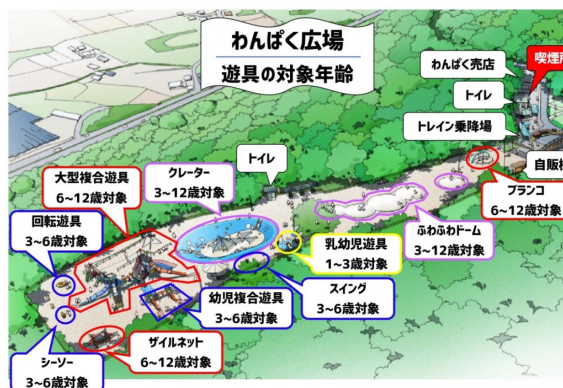 わんぱく広場
遊具の対象年齢
わんぱく売店
喫煙所
トイレ
トレイン乗降場
自販機
ブランコ
6~12歳対象
大型複合遊具
6~12歳対象
クレーター
3~12歳対象
トイレ
回転遊具
3~6歳対象
乳幼児遊具
1~3歳対象
ふわふわドーム
3~12歳対象
幼児複合遊具
3~6歳対象
スイング
3~6歳対象
ザイルネット
6~12歳対象
シーソー
3~6歳対象